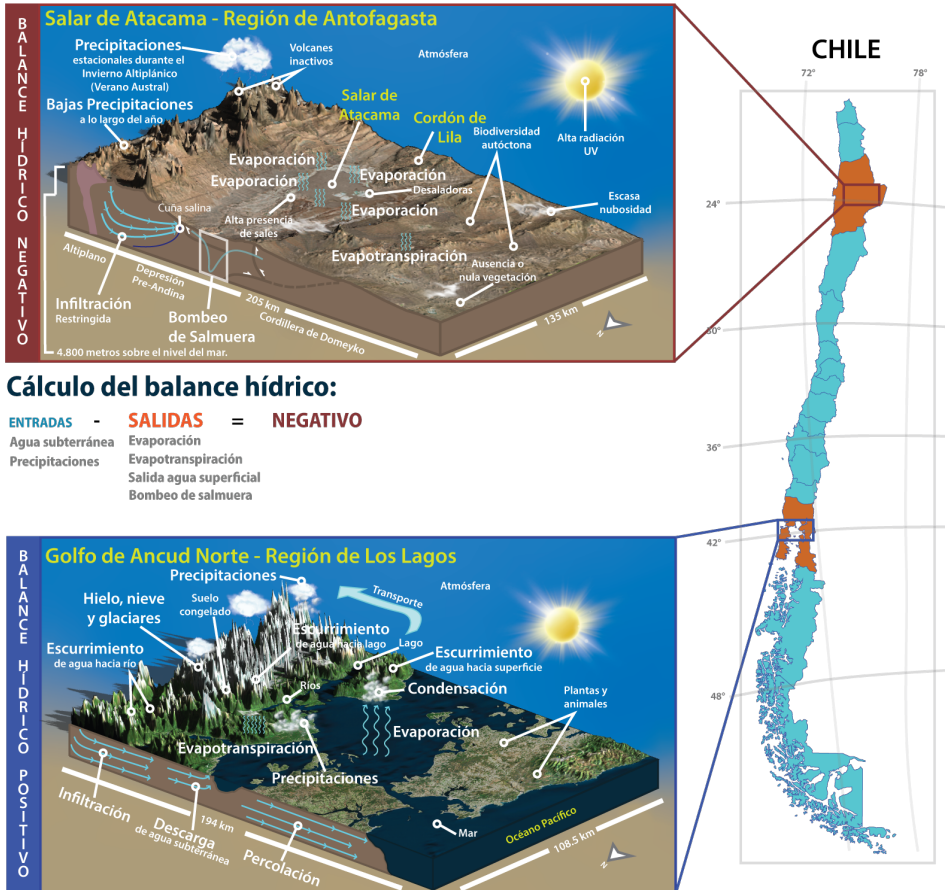 BALANCE HÍDRICO NEGATIVO
Salar de Atacama - Región de Antofagasta
Precipitaciones
estacionales durante el
Invierno Altiplánico
(Verano Austral)
Volcanes
inactivos
Atmósfera
Bajas Precipitaciones
a lo largo del año
Salar de
Atacama
Cordón de
Lila
Biodiversidad
autóctona
Alta radiación
UV
Evaporación
Evaporación
Evaporación
Desaladoras
Evaporación
Escasa
nubosidad
Cuña salina
Alta presencia
de sales
Evapotranspiración
Ausencia o
nula vegetación
Altiplano
Depresión
Pre-Andina
205 km
Cordillera de Domeyko
135 km
N
Infiltración
Restringida
Bombeo
de Salmuera
4.800 metros sobre el nivel del mar.
CHILE
72°
78°
24°
30°
36°
42°
48°
Cálculo del balance hídrico:
ENTRADAS - SALIDAS = NEGATIVO
Agua subterránea
Precipitaciones
Evaporación
Evapotranspiración
Salida agua superficial
Bombeo de salmuera
BALANCE HÍDRICO POSITIVO
Golfo de Ancud Norte - Región de Los Lagos
Precipitaciones
Atmósfera
Transporte
Hielo, nieve
y glaciares
Suelo
congelado
Escurrimiento
de agua hacia lago
Lago
Escurrimiento
de agua hacia río
Escurrimiento
de agua hacia superficie
Ríos
Condensación
Plantas y
animales
Evaporación
Evapotranspiración
Precipitaciones
Infiltración
Descarga
de agua subterránea
194 km
Percolación
Mar
Océano Pacífico
108.5 km
N